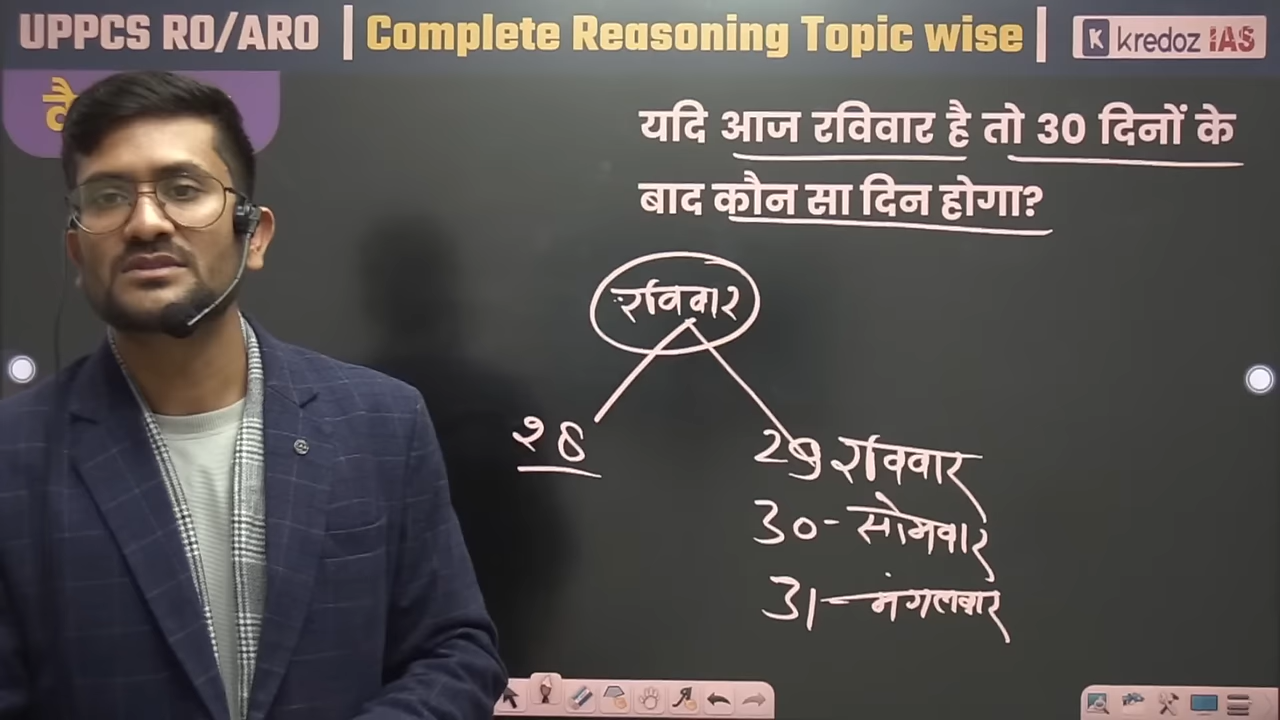 UPPCS RO/ARO | Complete Reasoning Topic wise |
K kredoz IAS
यदि आज रविवार है तो 30 दिनों के
बाद कौन सा दिन होगा?
रविवार
29 रविवार
30- सोमवार
31- मंगलवार